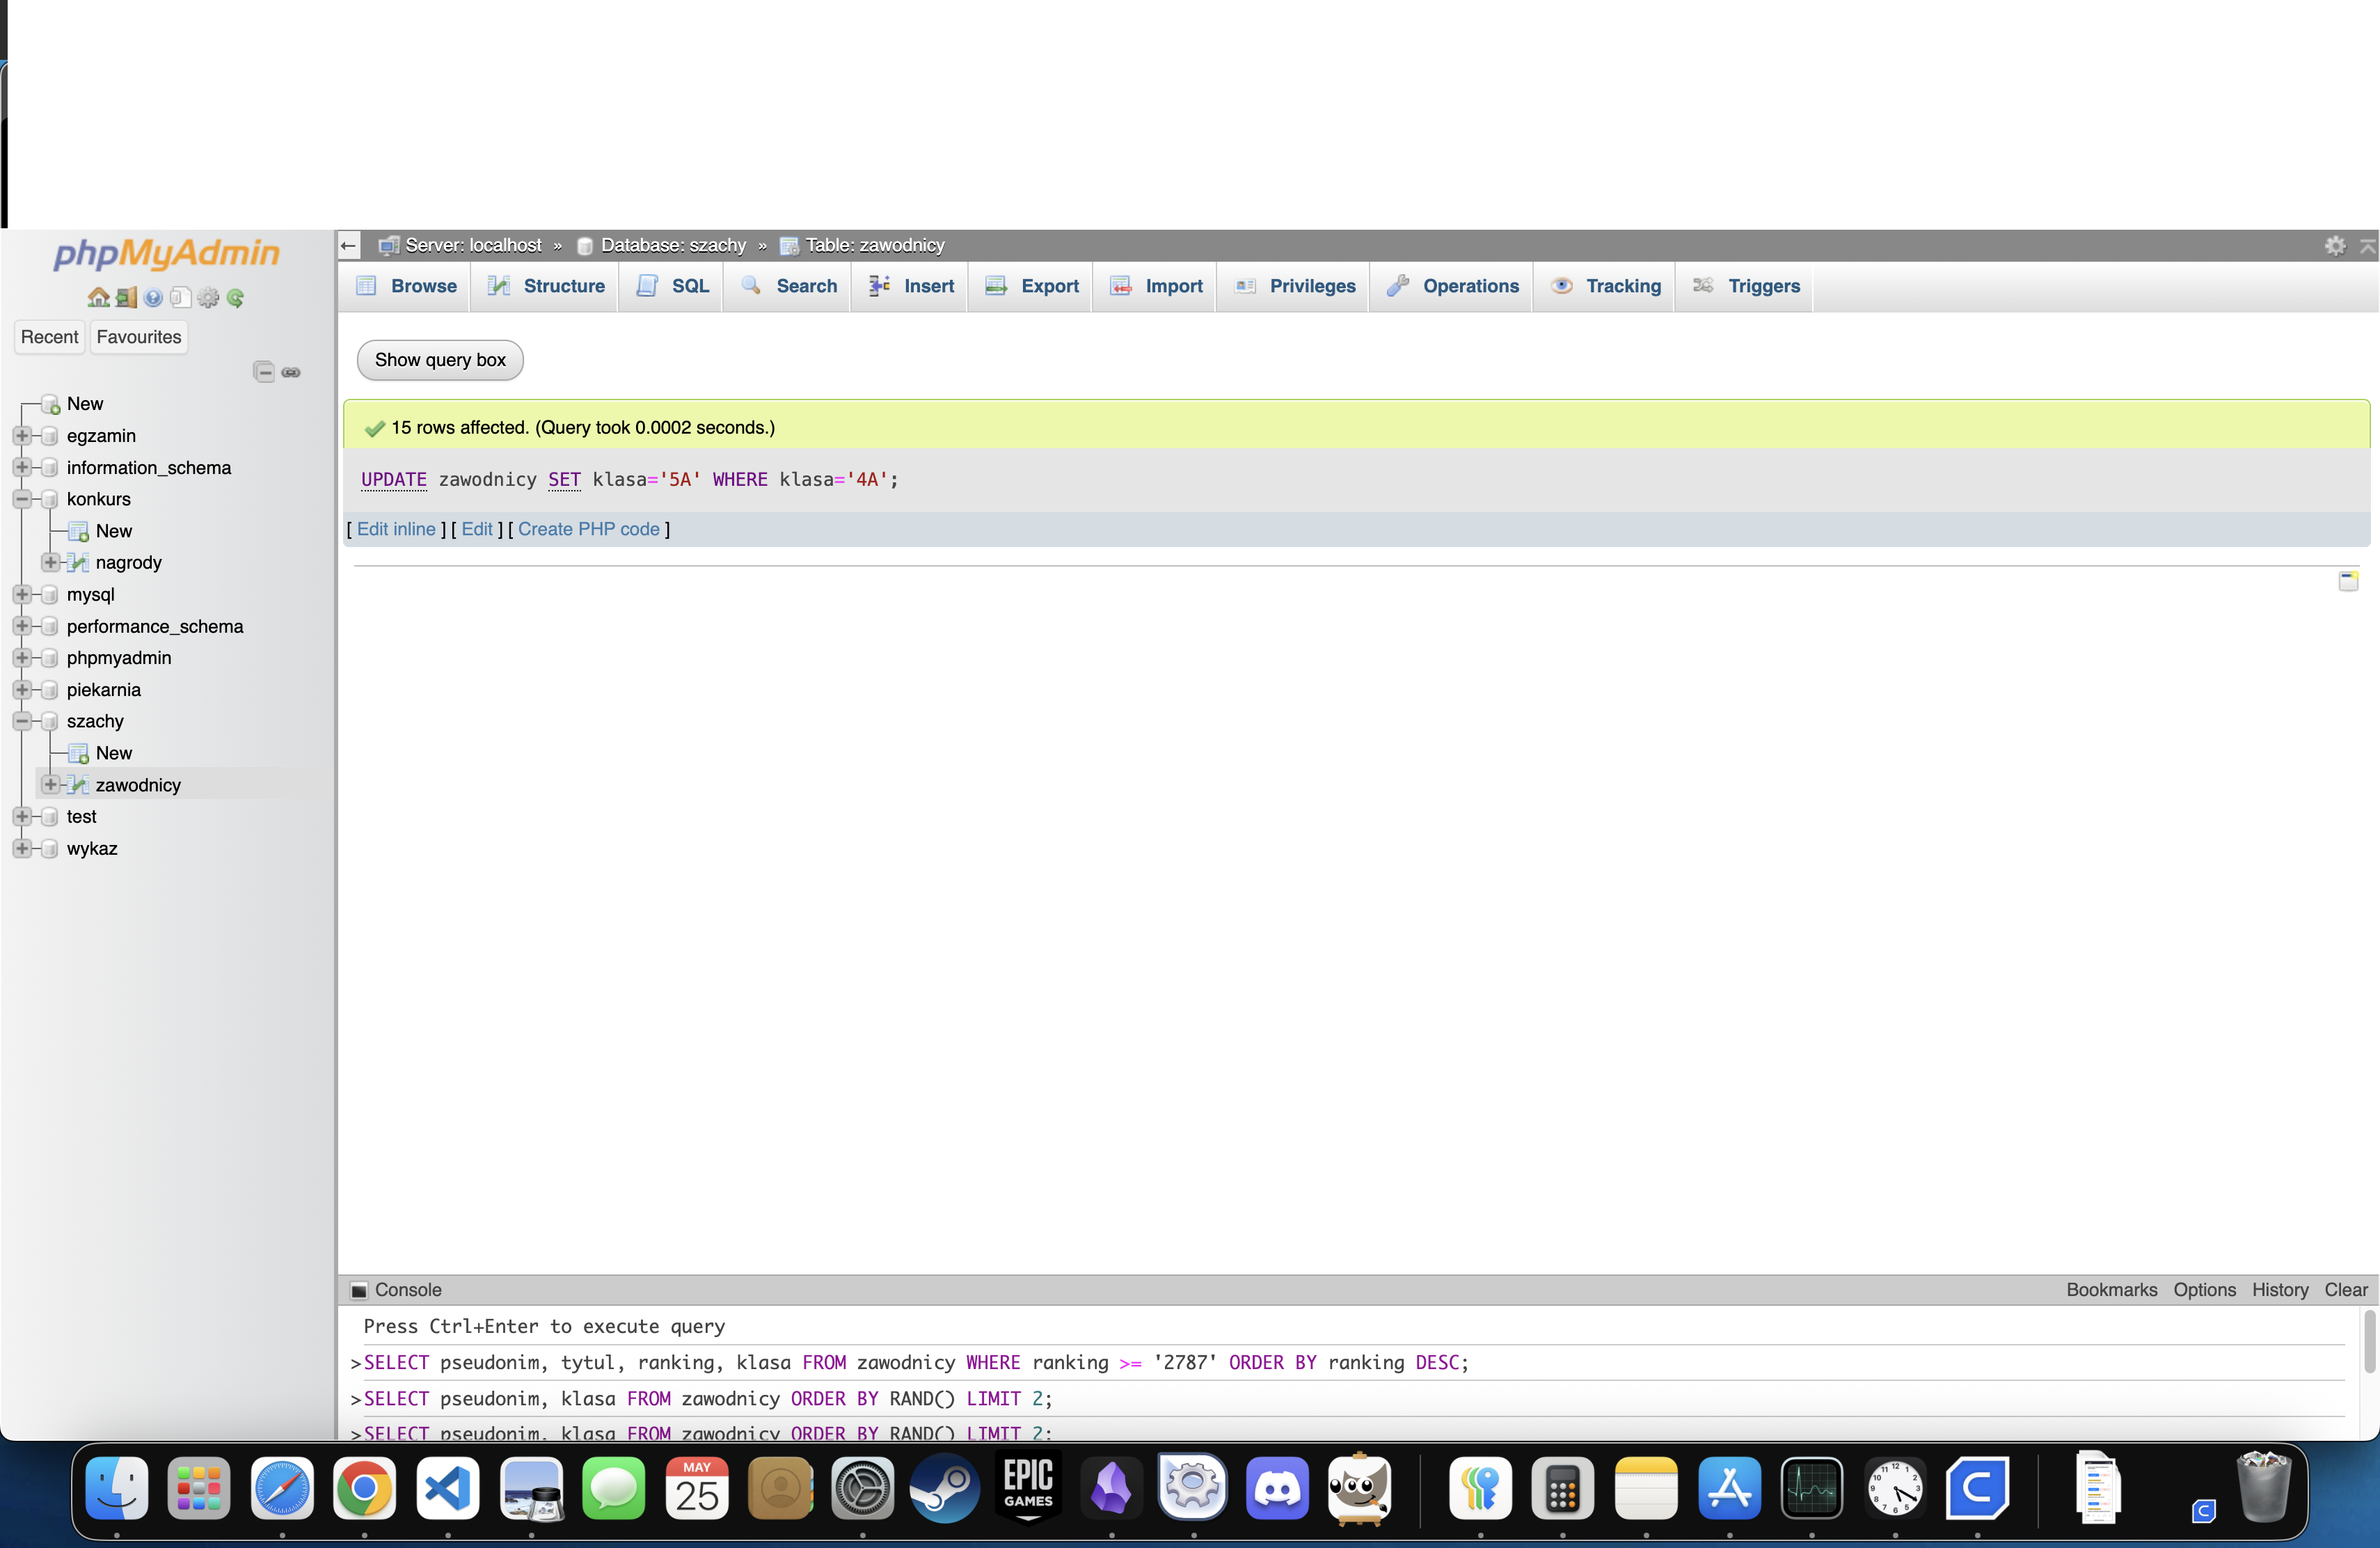 phpMyAdmin
Recent Favourites
New
egzamin
information_schema
konkurs
New
nagrody
mysql
performance_schema
phpmyadmin
piekarnia
szachy
New
zawodnicy
test
wykaz
← Server: localhost » Database: szachy » Table: zawodnicy
Browse Structure SQL Search Insert Export Import Privileges Operations Tracking Triggers
Show query box
15 rows affected. (Query took 0.0002 seconds.)
UPDATE zawodnicy SET klasa='5A' WHERE klasa='4A';
[ Edit inline ] [ Edit ] [ Create PHP code ]
Console Bookmarks Options History Clear
Press Ctrl+Enter to execute query
>SELECT pseudonim, tytul, ranking, klasa FROM zawodnicy WHERE ranking >= '2787' ORDER BY ranking DESC;
>SELECT pseudonim, klasa FROM zawodnicy ORDER BY RAND() LIMIT 2;
>SELECT pseudonim, klasa FROM zawodnicy ORDER BY RAND() LIMIT 2;
MAY
25
EPIC
GAMES